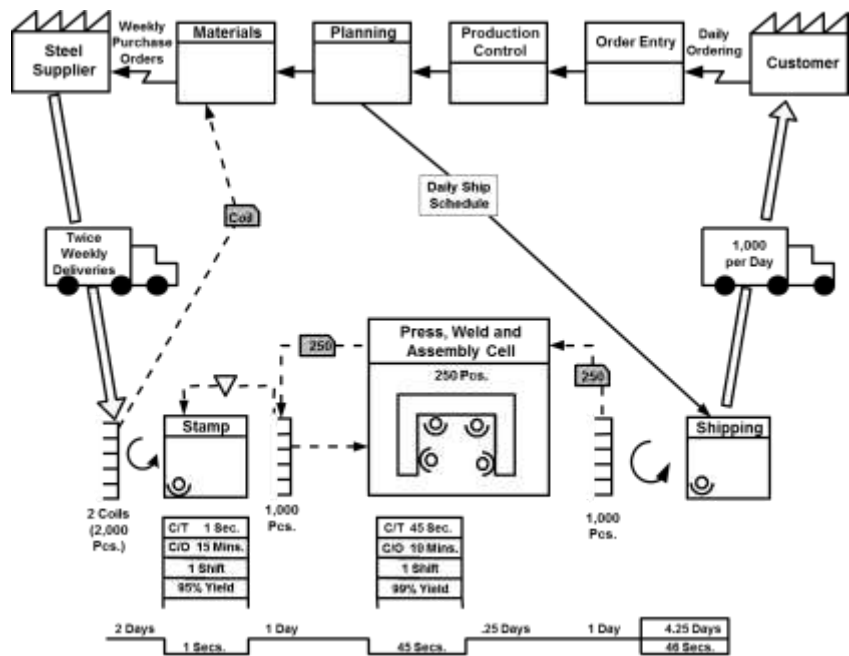 Steel
Supplier
Weekly
Purchase
Orders
Materials
Planning
Production
Control
Order Entry
Daily
Ordering
Customer
Coil
Daily Ship
Schedule
Twice
Weekly
Deliveries
1,000
per Day
250
Press, Weld and
Assembly Cell
250 Pcs.
250
Stamp
Shipping
2 Coils
(2,000
Pcs.)
1,000
Pcs.
1,000
Pcs.
C/T 1 Sec.
C/O 15 Mins.
1 Shift
95% Yield
C/T 45 Sec.
C/O 10 Mins.
1 Shift
99% Yield
2 Days
1 Secs.
1 Day
45 Secs.
.25 Days
1 Day
4.25 Days
46 Secs.